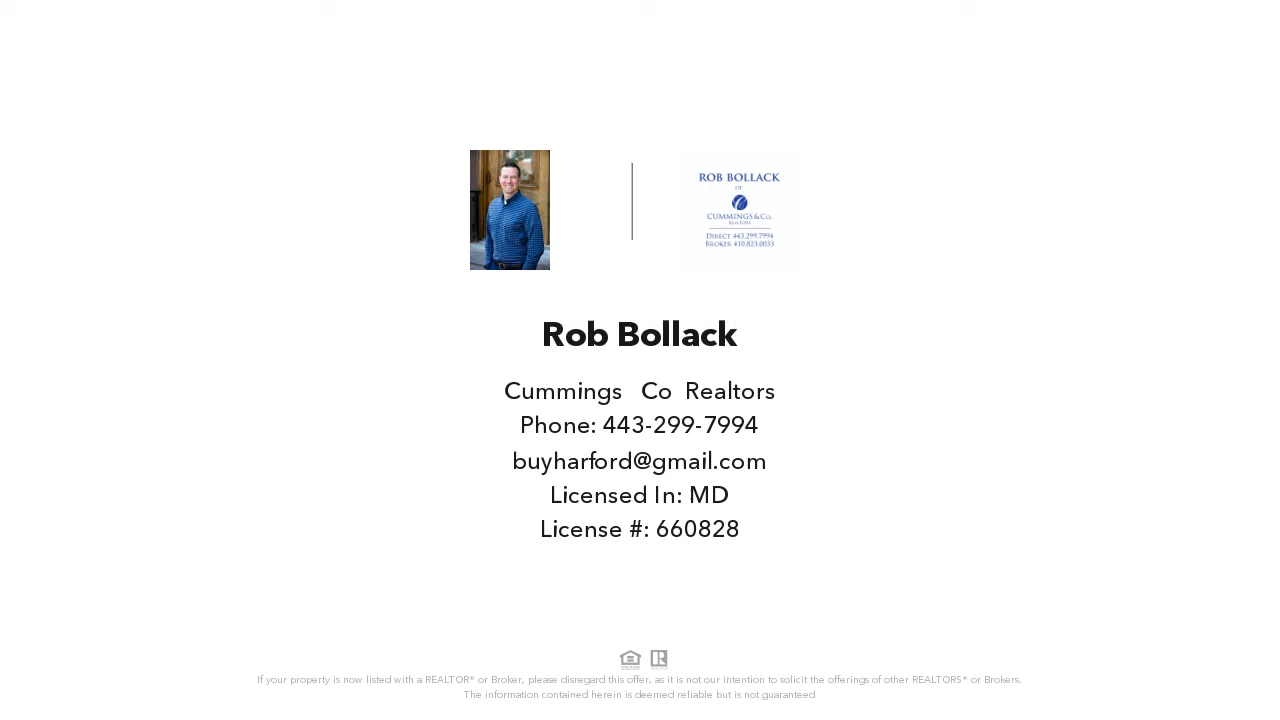 ROB BOLLACK
OF
CUMMINGS & CO.
REALTORS
DIRECT 443.299.7994
BROKER 410.823.0033
Rob Bollack
Cummings Co Realtors
Phone: 443-299-7994
buyharford@gmail.com
Licensed In: MD
License #: 660828
If your property is now listed with a REALTOR® or Broker, please disregard this offer, as it is not our intention to solicit the offerings of other REALTORS® or Brokers.
The information contained herein is deemed reliable but is not guaranteed